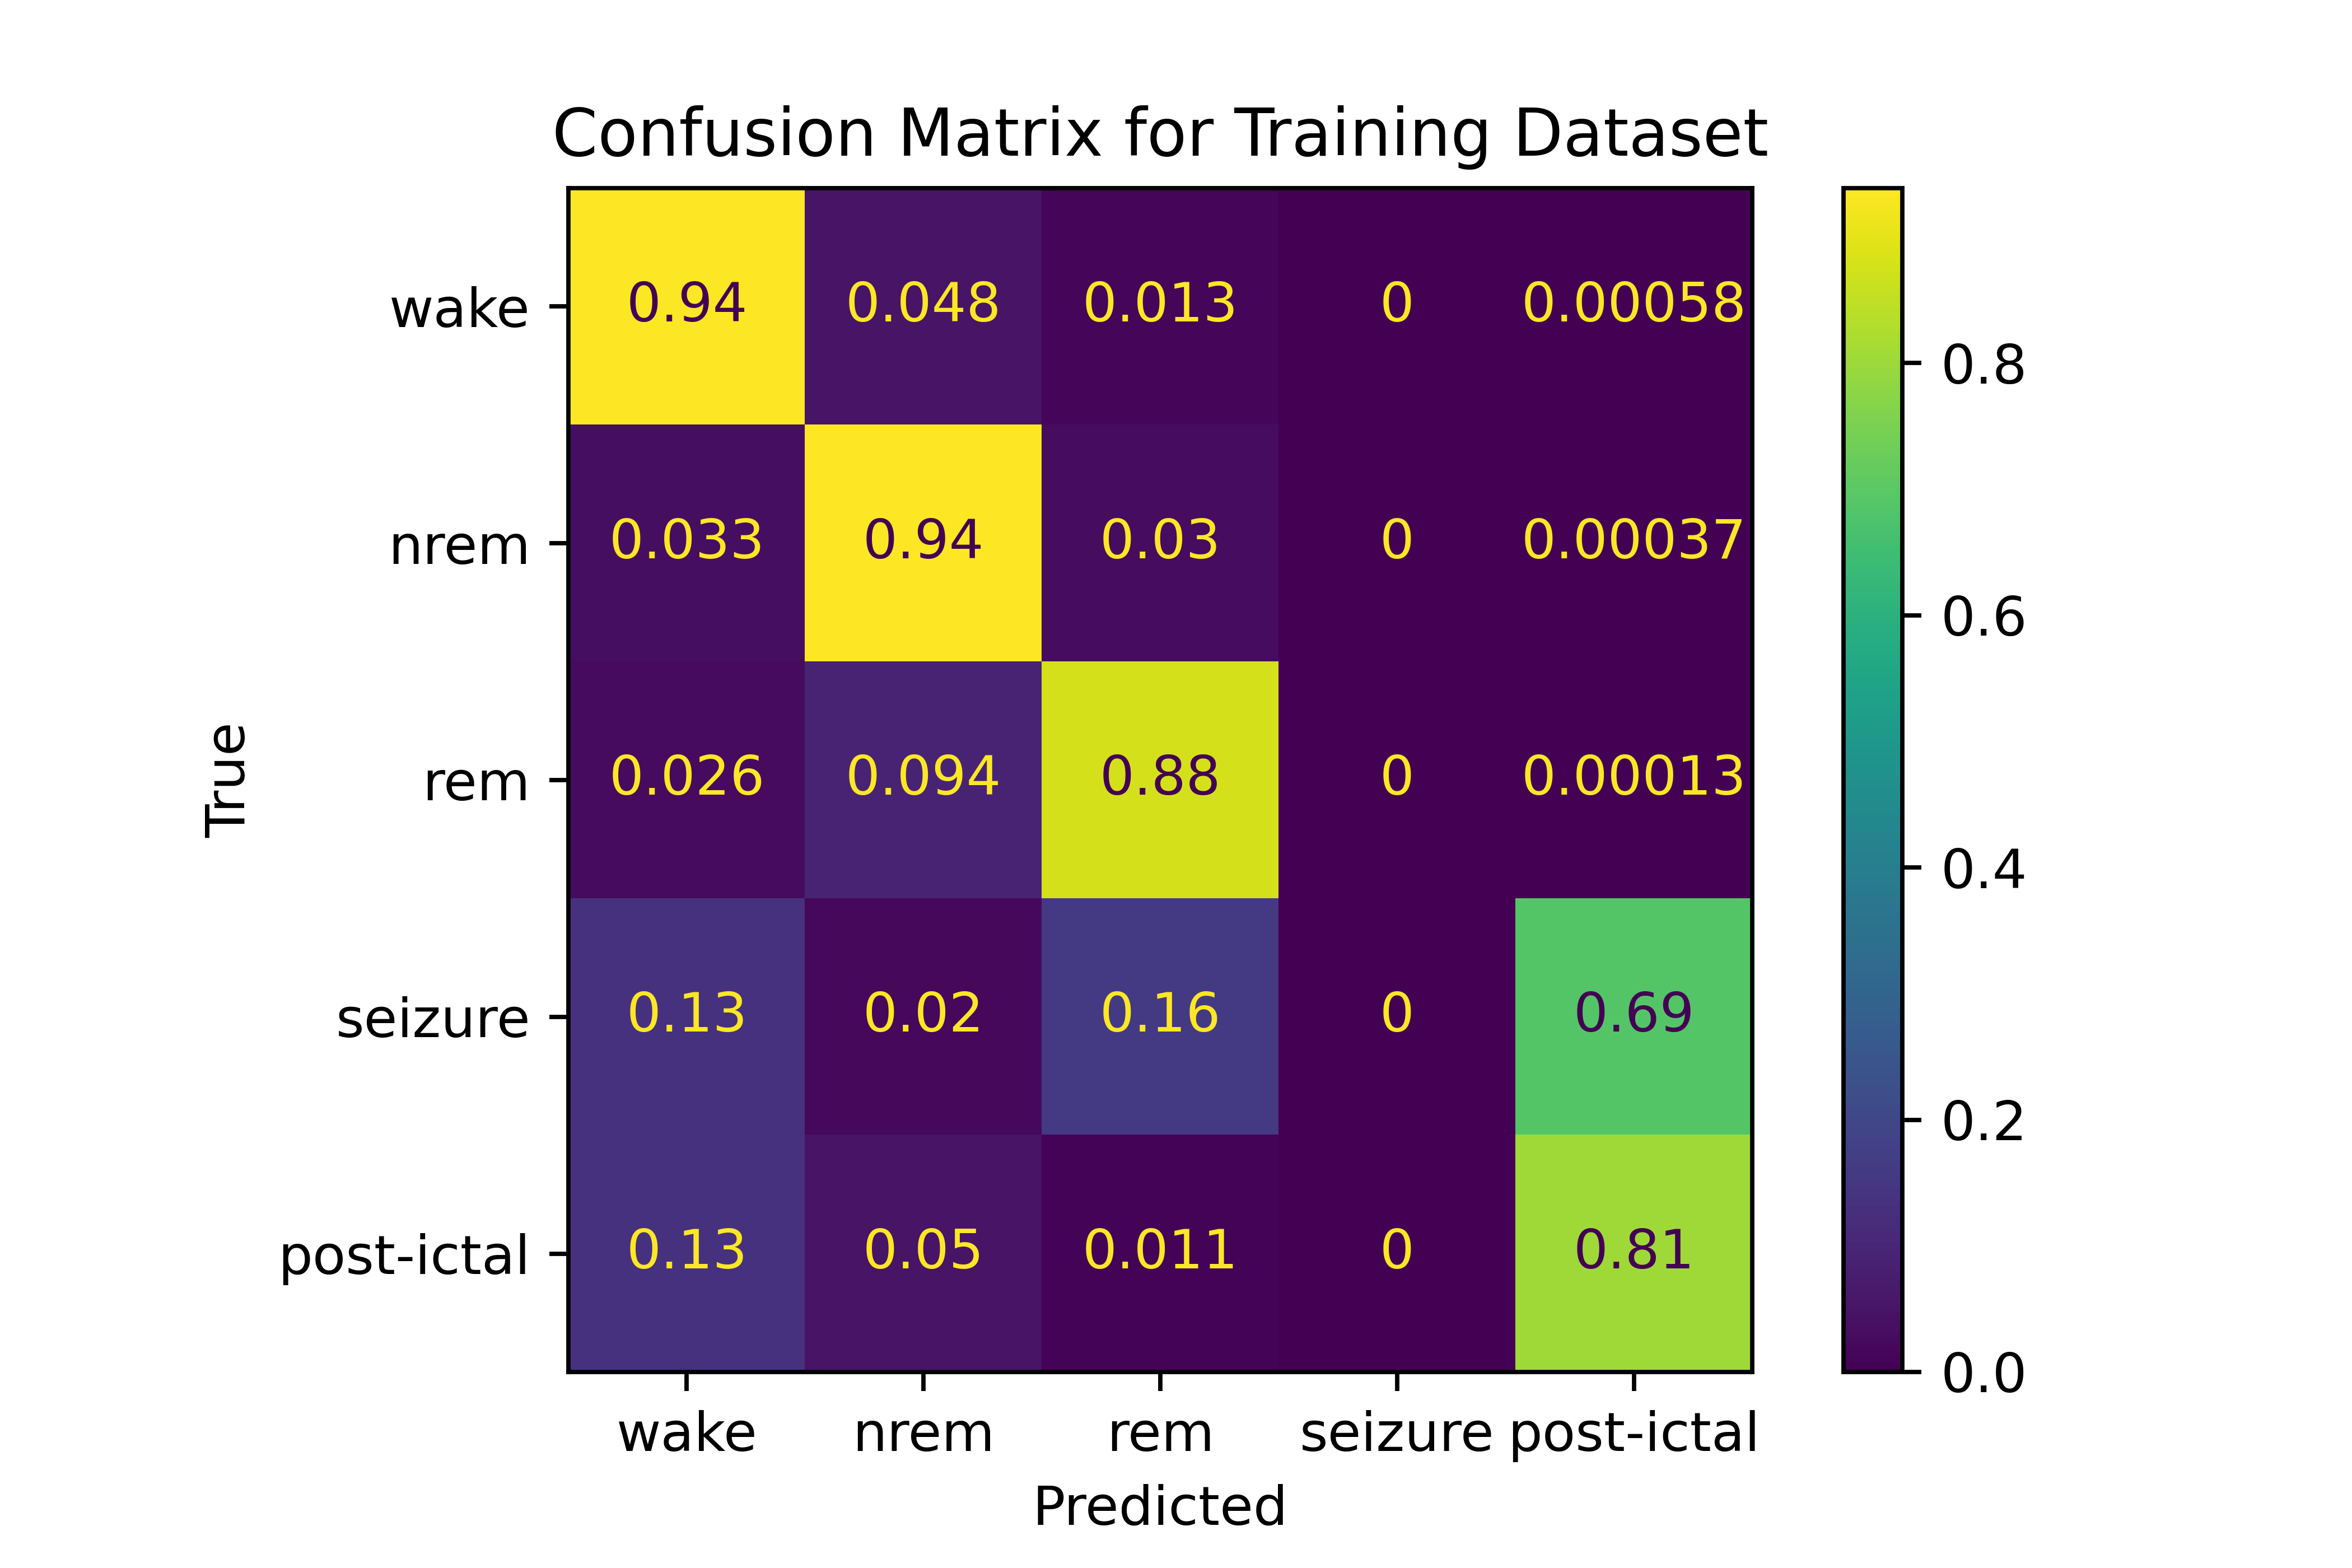 Confusion Matrix for Training Dataset
wake 0.94 0.048 0.013 0 0.00058
0.8
nrem 0.033 0.94 0.03 0 0.00037
0.6
True
rem 0.026 0.094 0.88 0 0.00013
0.4
seizure 0.13 0.02 0.16 0 0.69
0.2
post-ictal 0.13 0.05 0.011 0 0.81
0.0
wake nrem rem seizure post-ictal
Predicted